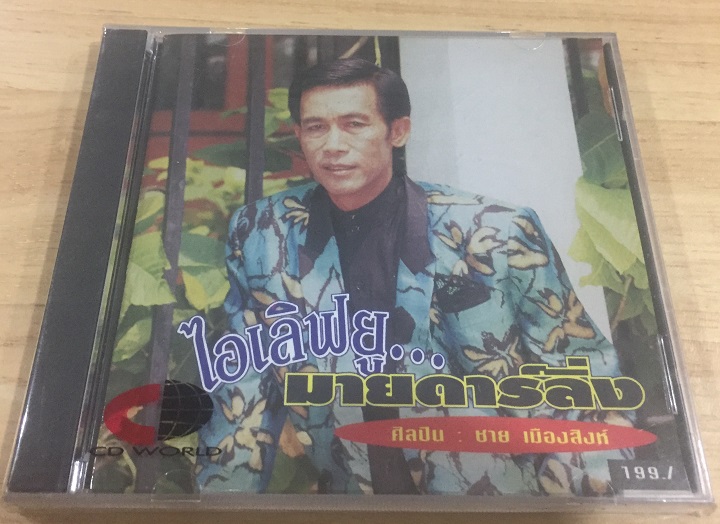 ไอเลิฟยู...
มายดาร์ลิ่ง
ศิลปิน : ชาย เมืองสิงห์
CD WORLD
199./